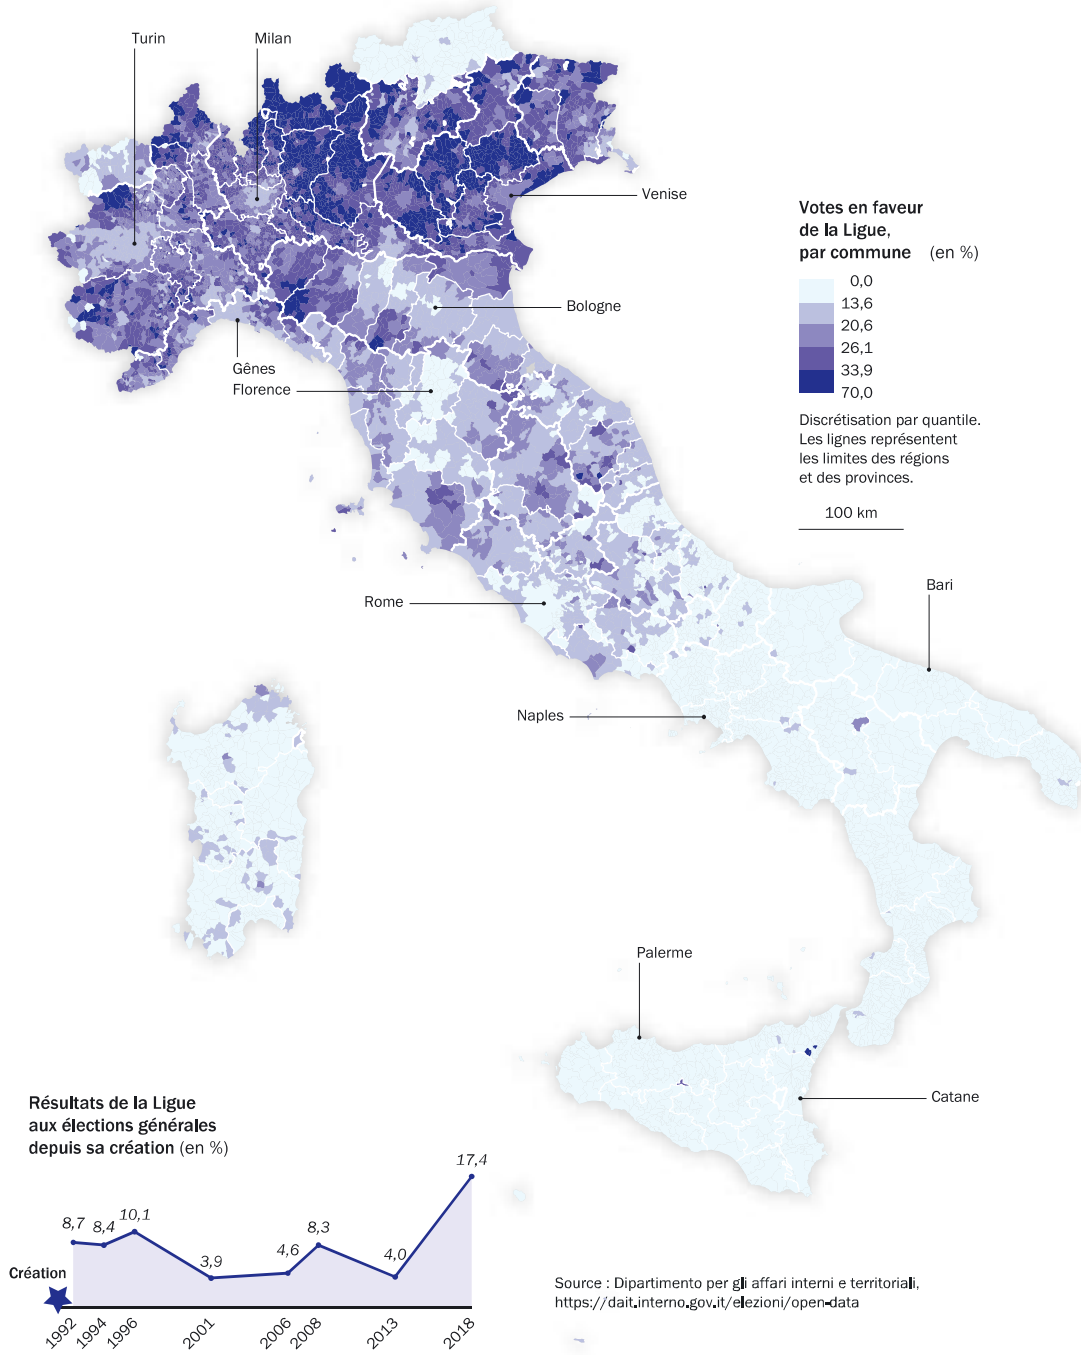 Turin
Milan
Venise
Votes en faveur
de la Ligue,
par commune (en %)
0,0
13,6
20,6
26,1
33,9
70,0
Discrétisation par quantile.
Les lignes représentent
les limites des régions
et des provinces.
100 km
Bologne
Gênes
Florence
Rome
Bari
Naples
Palerme
Catane
Résultats de la Ligue
aux élections générales
depuis sa création (en %)
17,4
8,7
8,4
10,1
3,9
4,6
8,3
4,0
Création
1992
1994
1996
2001
2006
2008
2013
2018
Source : Dipartimento per gli affari interni e territoriali,
https://dait.interno.gov.it/elezioni/open-data